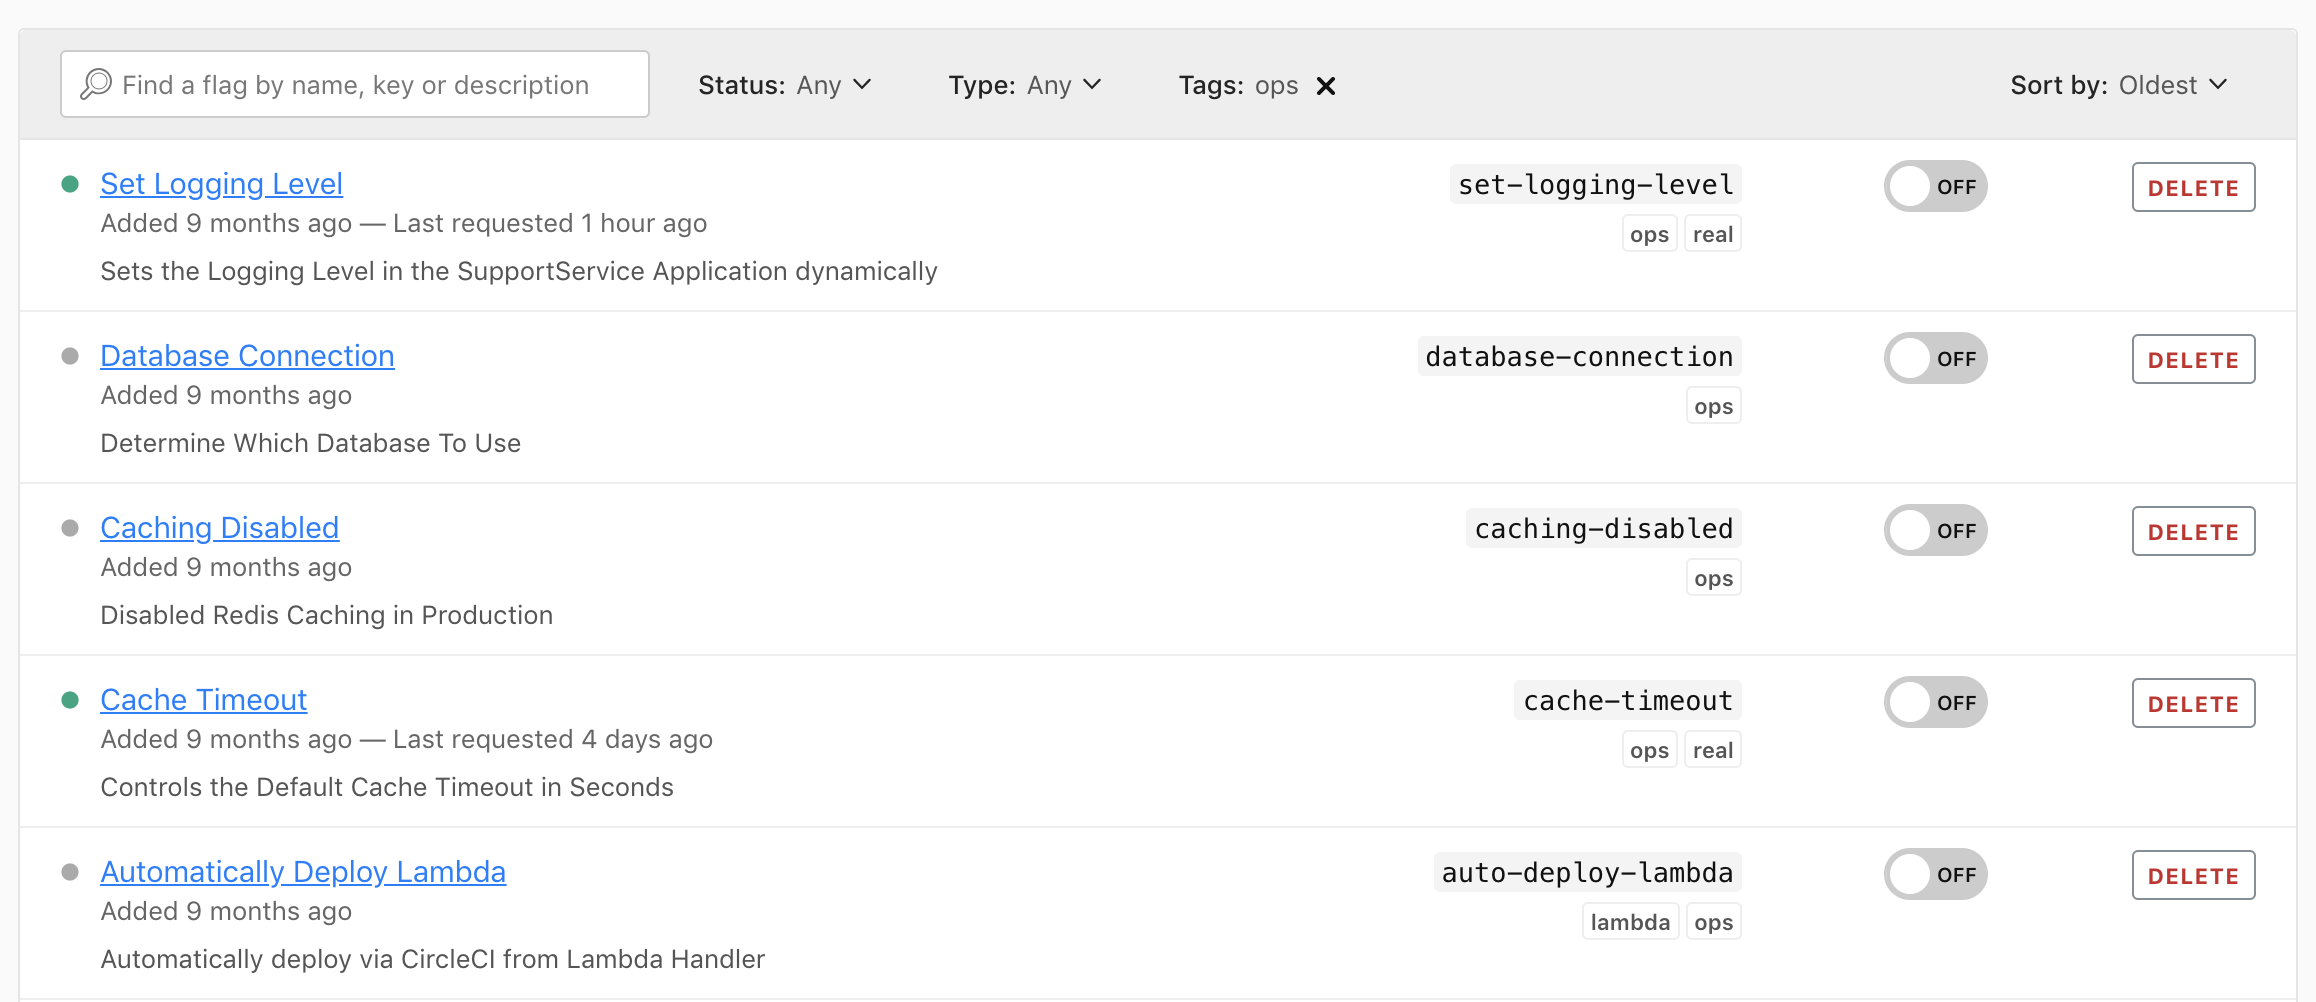 Find a flag by name, key or description Status: Any Type: Any Tags: ops Sort by: Oldest
Set Logging Level set-logging-level OFF DELETE
Added 9 months ago — Last requested 1 hour ago ops real
Sets the Logging Level in the SupportService Application dynamically
Database Connection database-connection OFF DELETE
Added 9 months ago ops
Determine Which Database To Use
Caching Disabled caching-disabled OFF DELETE
Added 9 months ago ops
Disabled Redis Caching in Production
Cache Timeout cache-timeout OFF DELETE
Added 9 months ago — Last requested 4 days ago ops real
Controls the Default Cache Timeout in Seconds
Automatically Deploy Lambda auto-deploy-lambda OFF DELETE
Added 9 months ago lambda ops
Automatically deploy via CircleCI from Lambda Handler